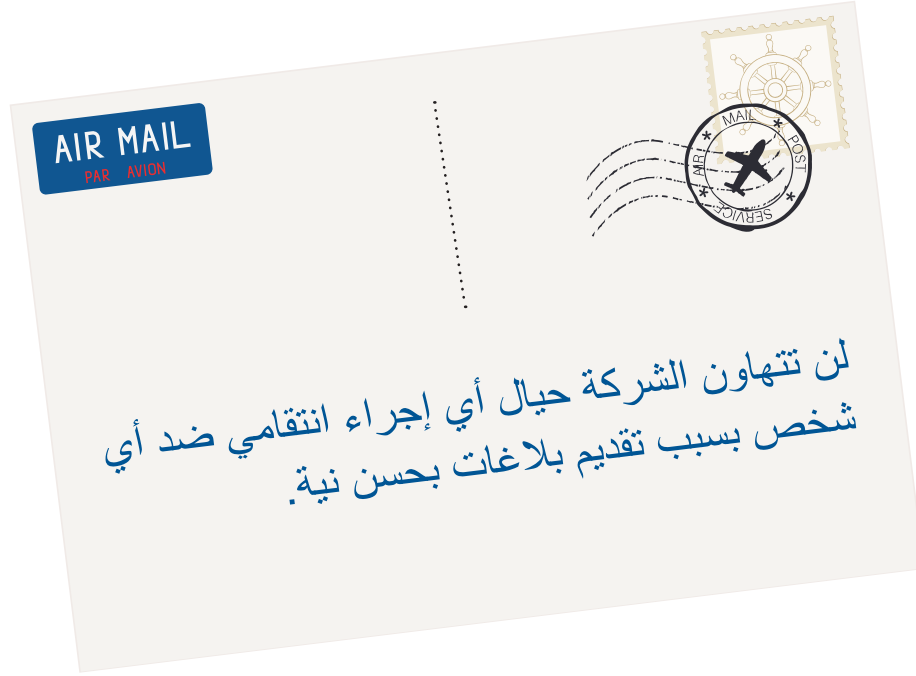 AIR MAIL
PAR AVION
AIR MAIL POST SERVICE
لن تتهاون الشركة حيال أي إجراء انتقامي ضد أي
شخص بسبب تقديم بلاغات بحسن نية.